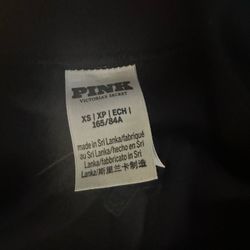 PINK
VICTORIA'S SECRET
XS | XP | ECH |
165/84A
made in Sri Lanka/fabriqué
au Sri Lanka/hecho en Sri
Lanka/fabricato in Sri
Lanka/斯里兰卡制造